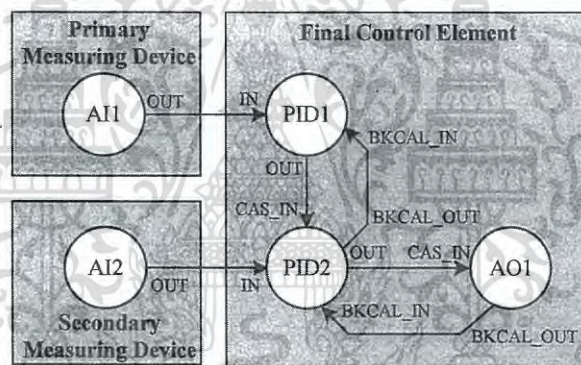 Primary
Measuring Device
AI1
OUT
Final Control Element
IN
PID1
BKCAL_IN
OUT
CAS_IN
BKCAL_OUT
AI2
OUT
Secondary
Measuring Device
IN
PID2
OUT
CAS_IN
AO1
BKCAL_IN
BKCAL_OUT